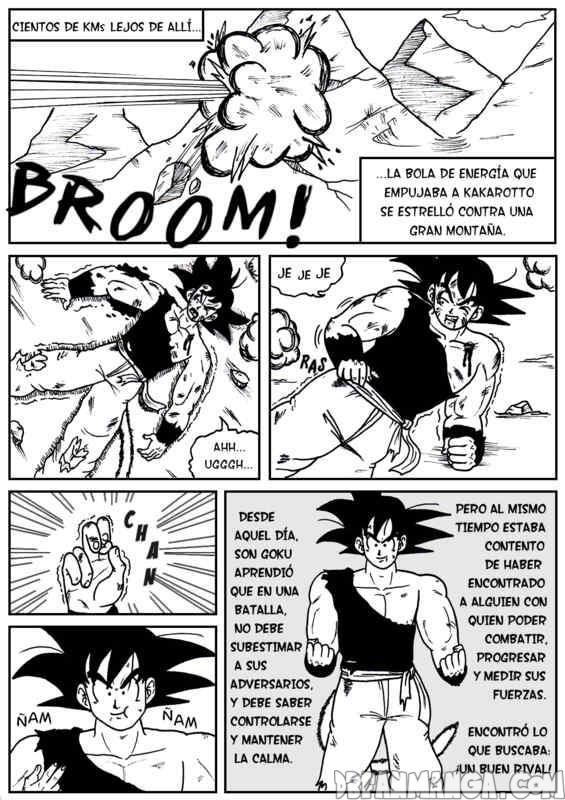 CIENTOS DE KMs LEJOS DE ALLÍ...
BROOM!
...LA BOLA DE ENERGÍA QUE
EMPUJABA A KAKAROTTO
SE ESTRELLÓ CONTRA UNA
GRAN MONTAÑA.
AHH...
UGGGH...
JE JE JE
RAS
CHAN
ÑAM
ÑAM
DESDE
AQUEL DÍA,
SON GOKU
APRENDIÓ
QUE EN UNA
BATALLA,
NO DEBE
SUBESTIMAR
A SUS
ADVERSARIOS,
Y DEBE SABER
CONTROLARSE
Y MANTENER
LA CALMA.
PERO AL MISMO
TIEMPO ESTABA
CONTENTO
DE HABER
ENCONTRADO
A ALGUIEN CON
QUIEN PODER
COMBATIR,
PROGRESAR
Y MEDIR SUS
FUERZAS.
ENCONTRÓ LO
QUE BUSCABA:
¡UN BUEN RIVAL!
DBFANMANGA.COM